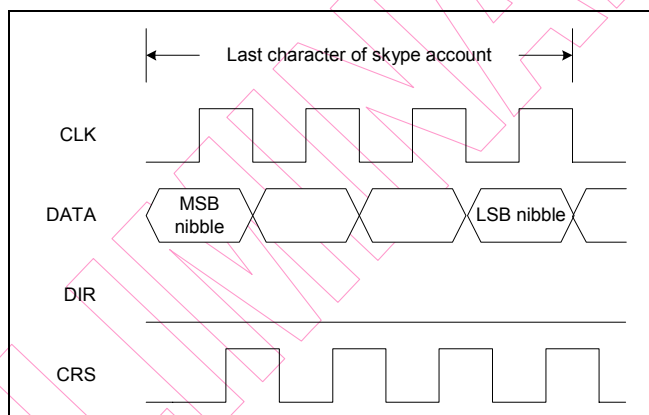 Last character of skype account
CLK
DATA
MSB
nibble
LSB nibble
DIR
CRS